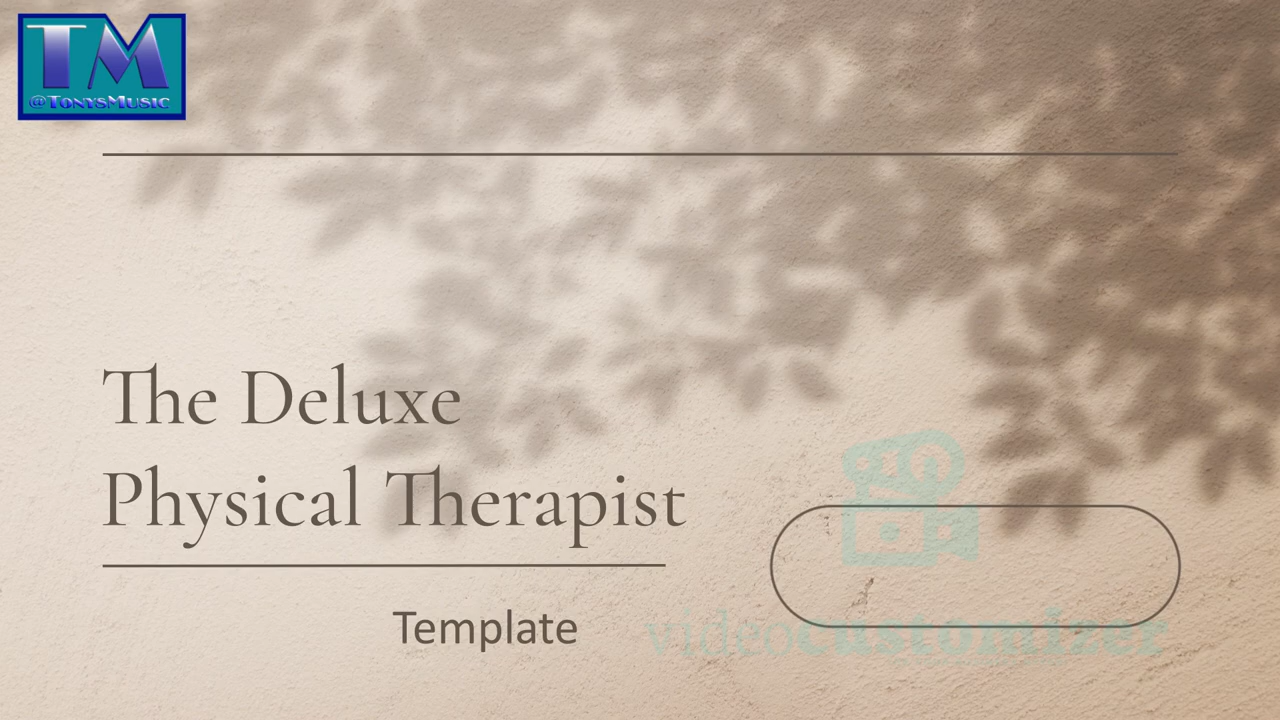 TM
@TonysMusic
The Deluxe
Physical Therapist
Template
videocustomizer